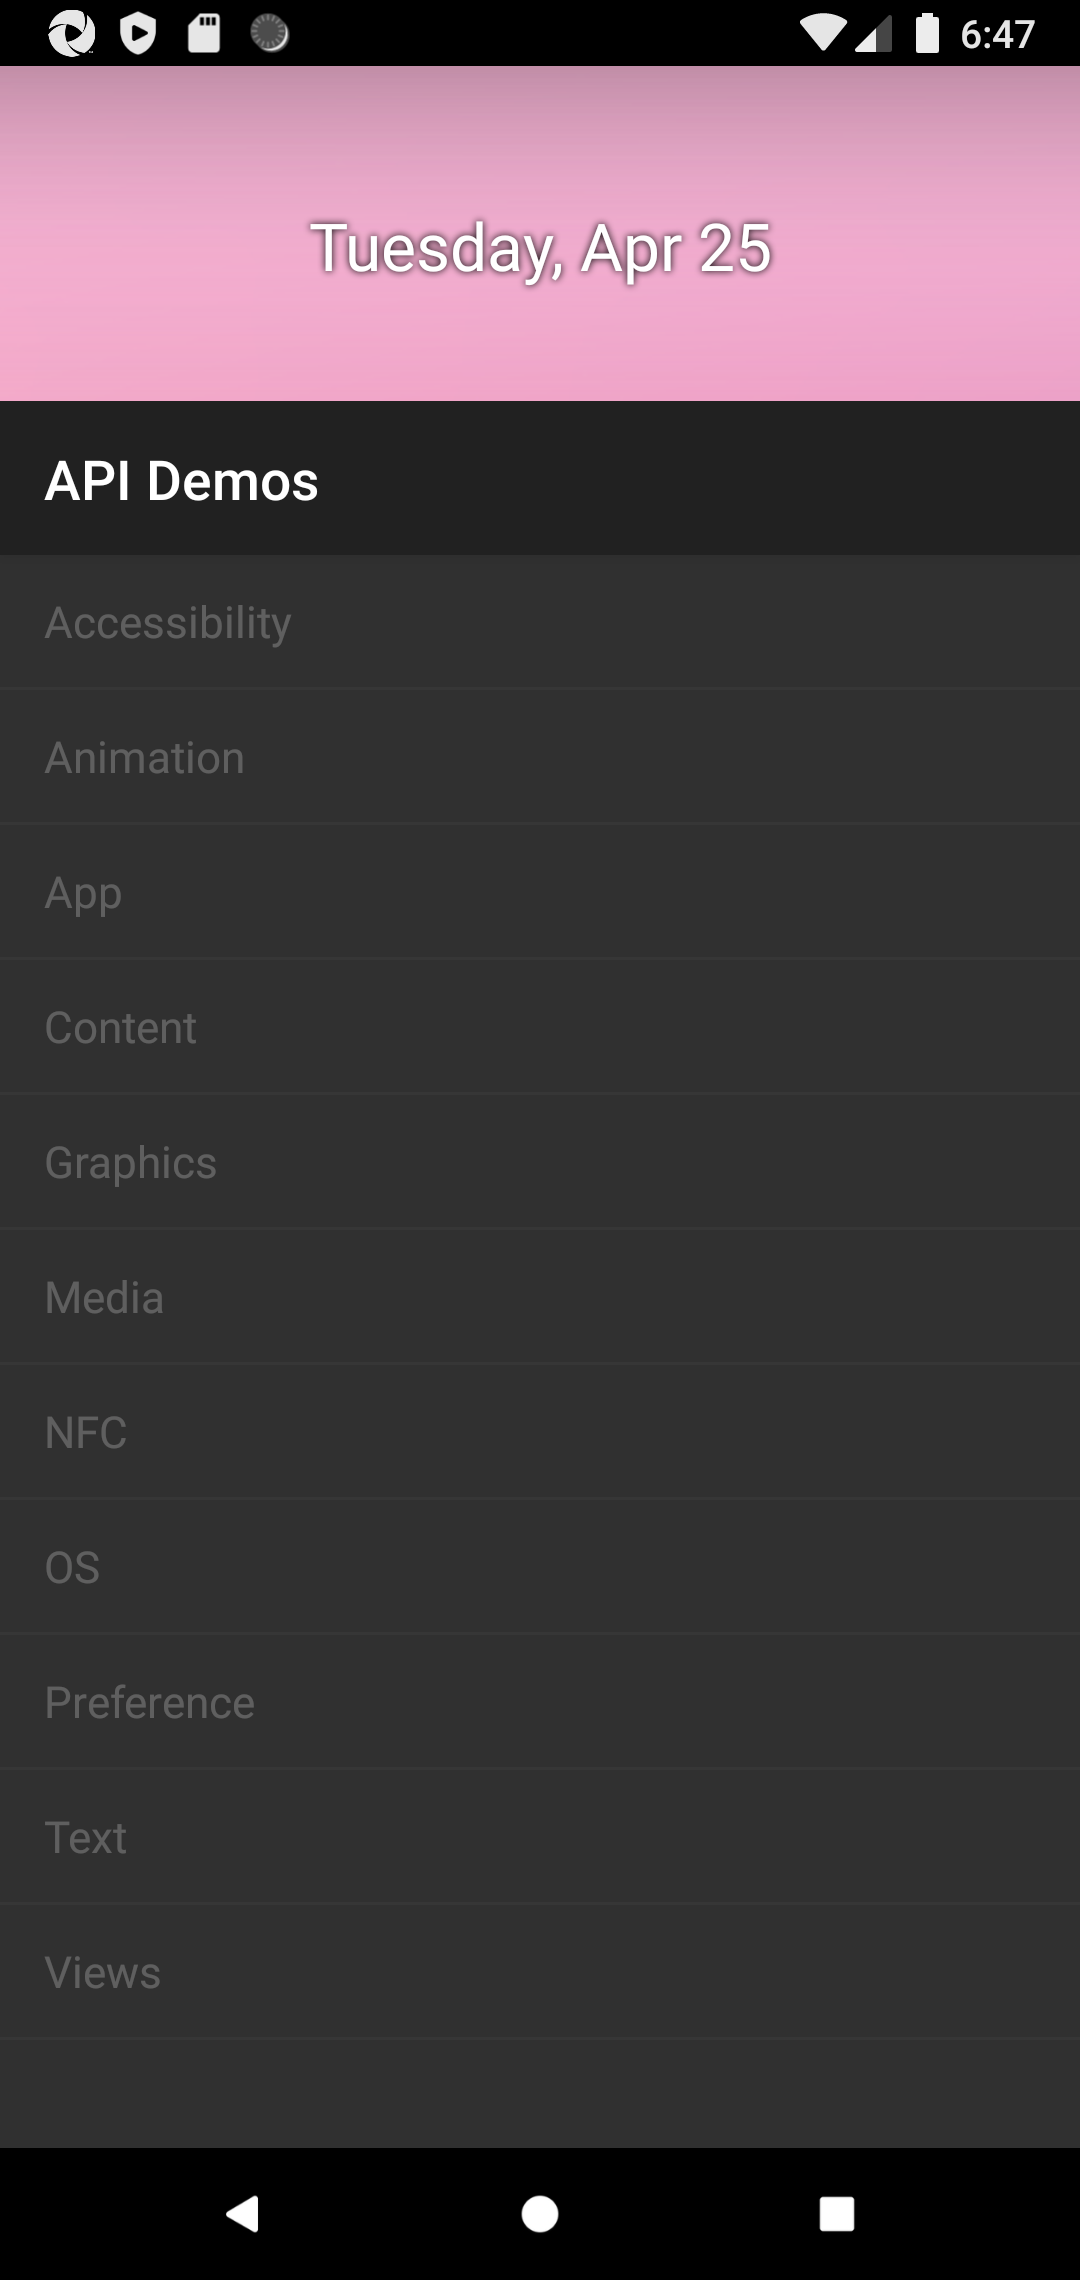 6:47
Tuesday, Apr 25
API Demos
Accessibility
Animation
App
Content
Graphics
Media
NFC
OS
Preference
Text
Views